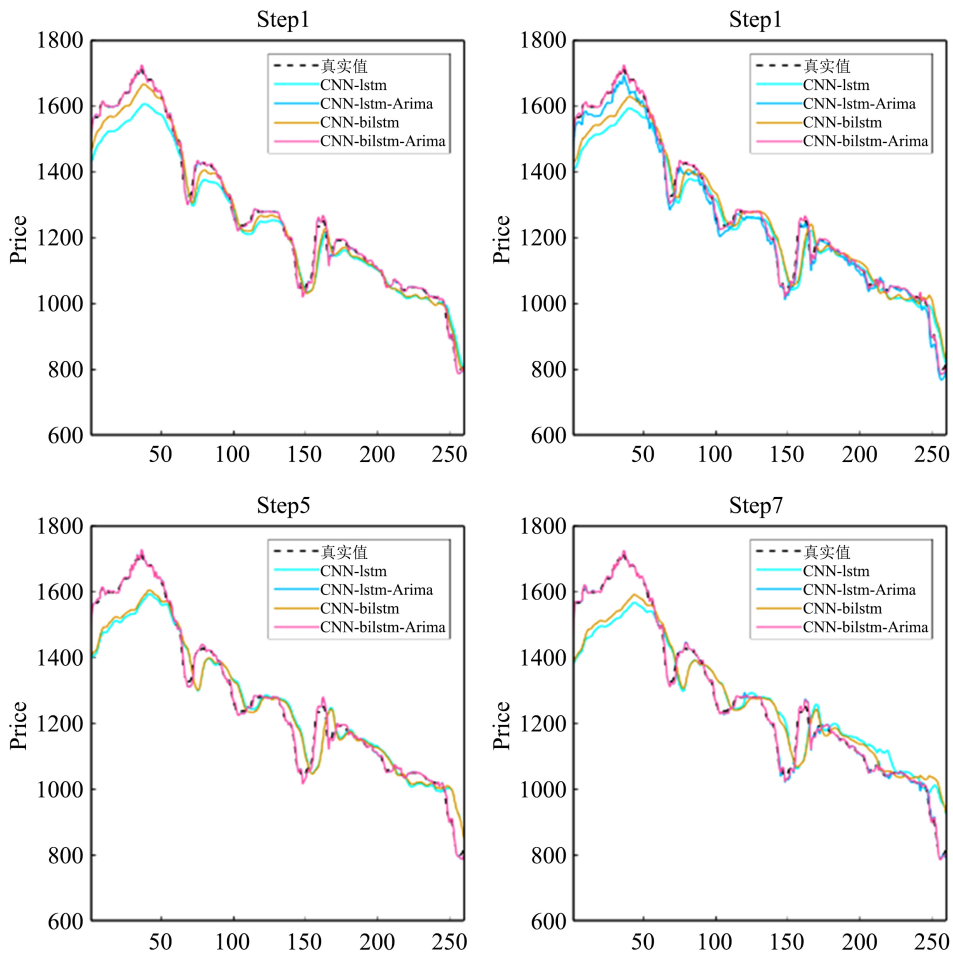 Step1
1800
1600
1400
1200
1000
800
600
Price
真实值
CNN-lstm
CNN-lstm-Arima
CNN-bilstm
CNN-bilstm-Arima
50 100 150 200 250
Step1
1800
1600
1400
1200
1000
800
600
Price
真实值
CNN-lstm
CNN-lstm-Arima
CNN-bilstm
CNN-bilstm-Arima
50 100 150 200 250
Step5
1800
1600
1400
1200
1000
800
600
Price
真实值
CNN-lstm
CNN-lstm-Arima
CNN-bilstm
CNN-bilstm-Arima
50 100 150 200 250
Step7
1800
1600
1400
1200
1000
800
600
Price
真实值
CNN-lstm
CNN-lstm-Arima
CNN-bilstm
CNN-bilstm-Arima
50 100 150 200 250